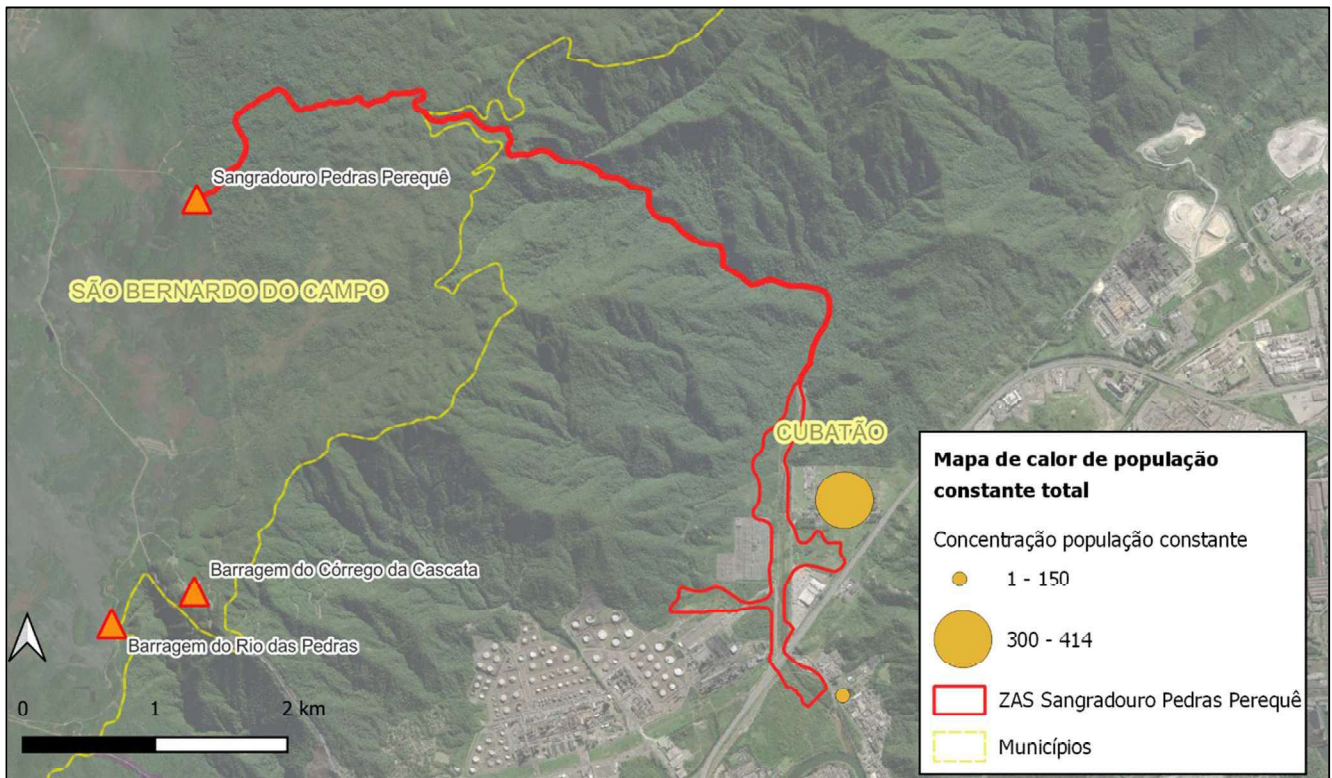 Sangradouro Pedras Perequê
SÃO BERNARDO DO CAMPO
CUBATÃO
Barragem do Córrego da Cascata
Barragem do Rio das Pedras
0 1 2 km
Mapa de calor de população
constante total
Concentração população constante
1 - 150
300 - 414
ZAS Sangradouro Pedras Perequê
Municípios